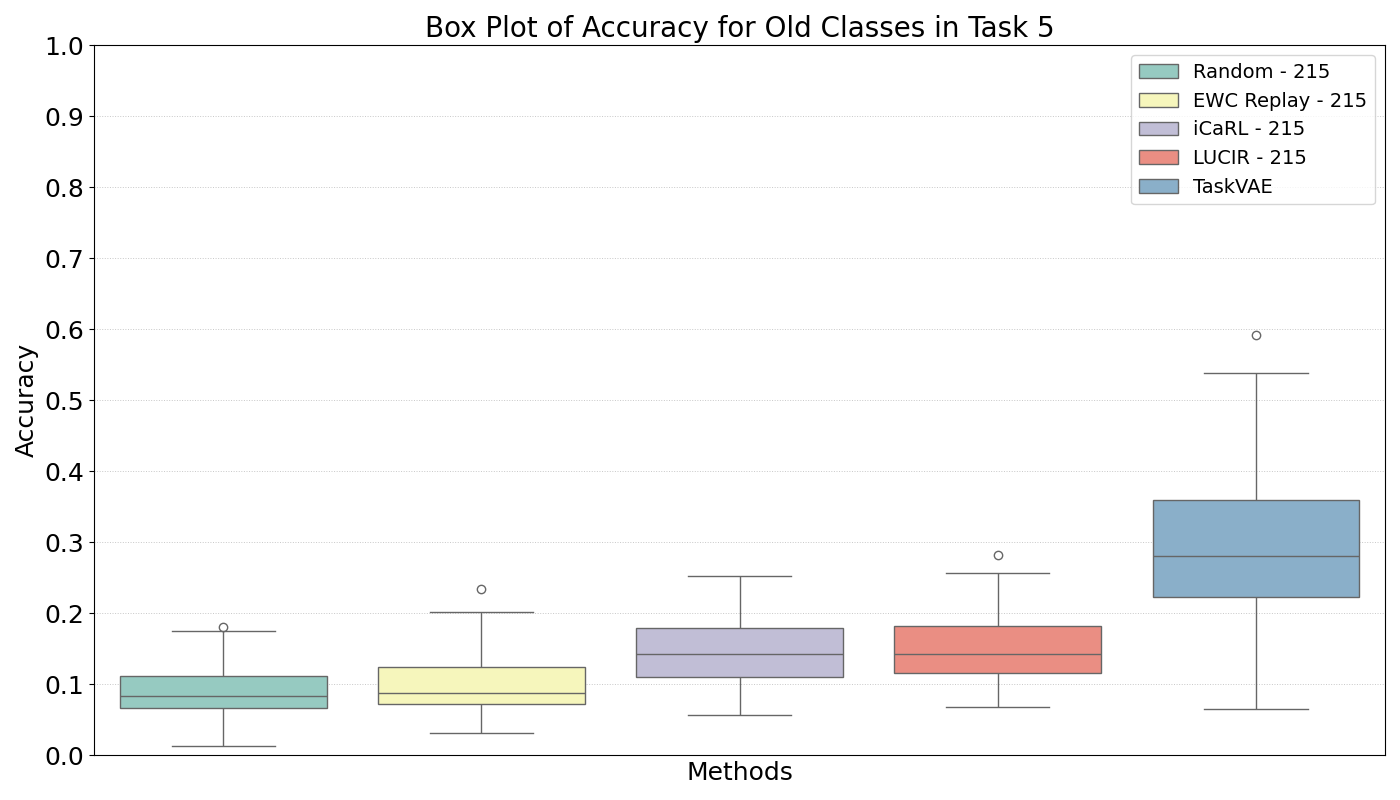 Box Plot of Accuracy for Old Classes in Task 5
1.0
0.9
0.8
0.7
0.6
0.5
0.4
0.3
0.2
0.1
0.0
Accuracy
Methods
Random - 215
EWC Replay - 215
iCaRL - 215
LUCIR - 215
TaskVAE